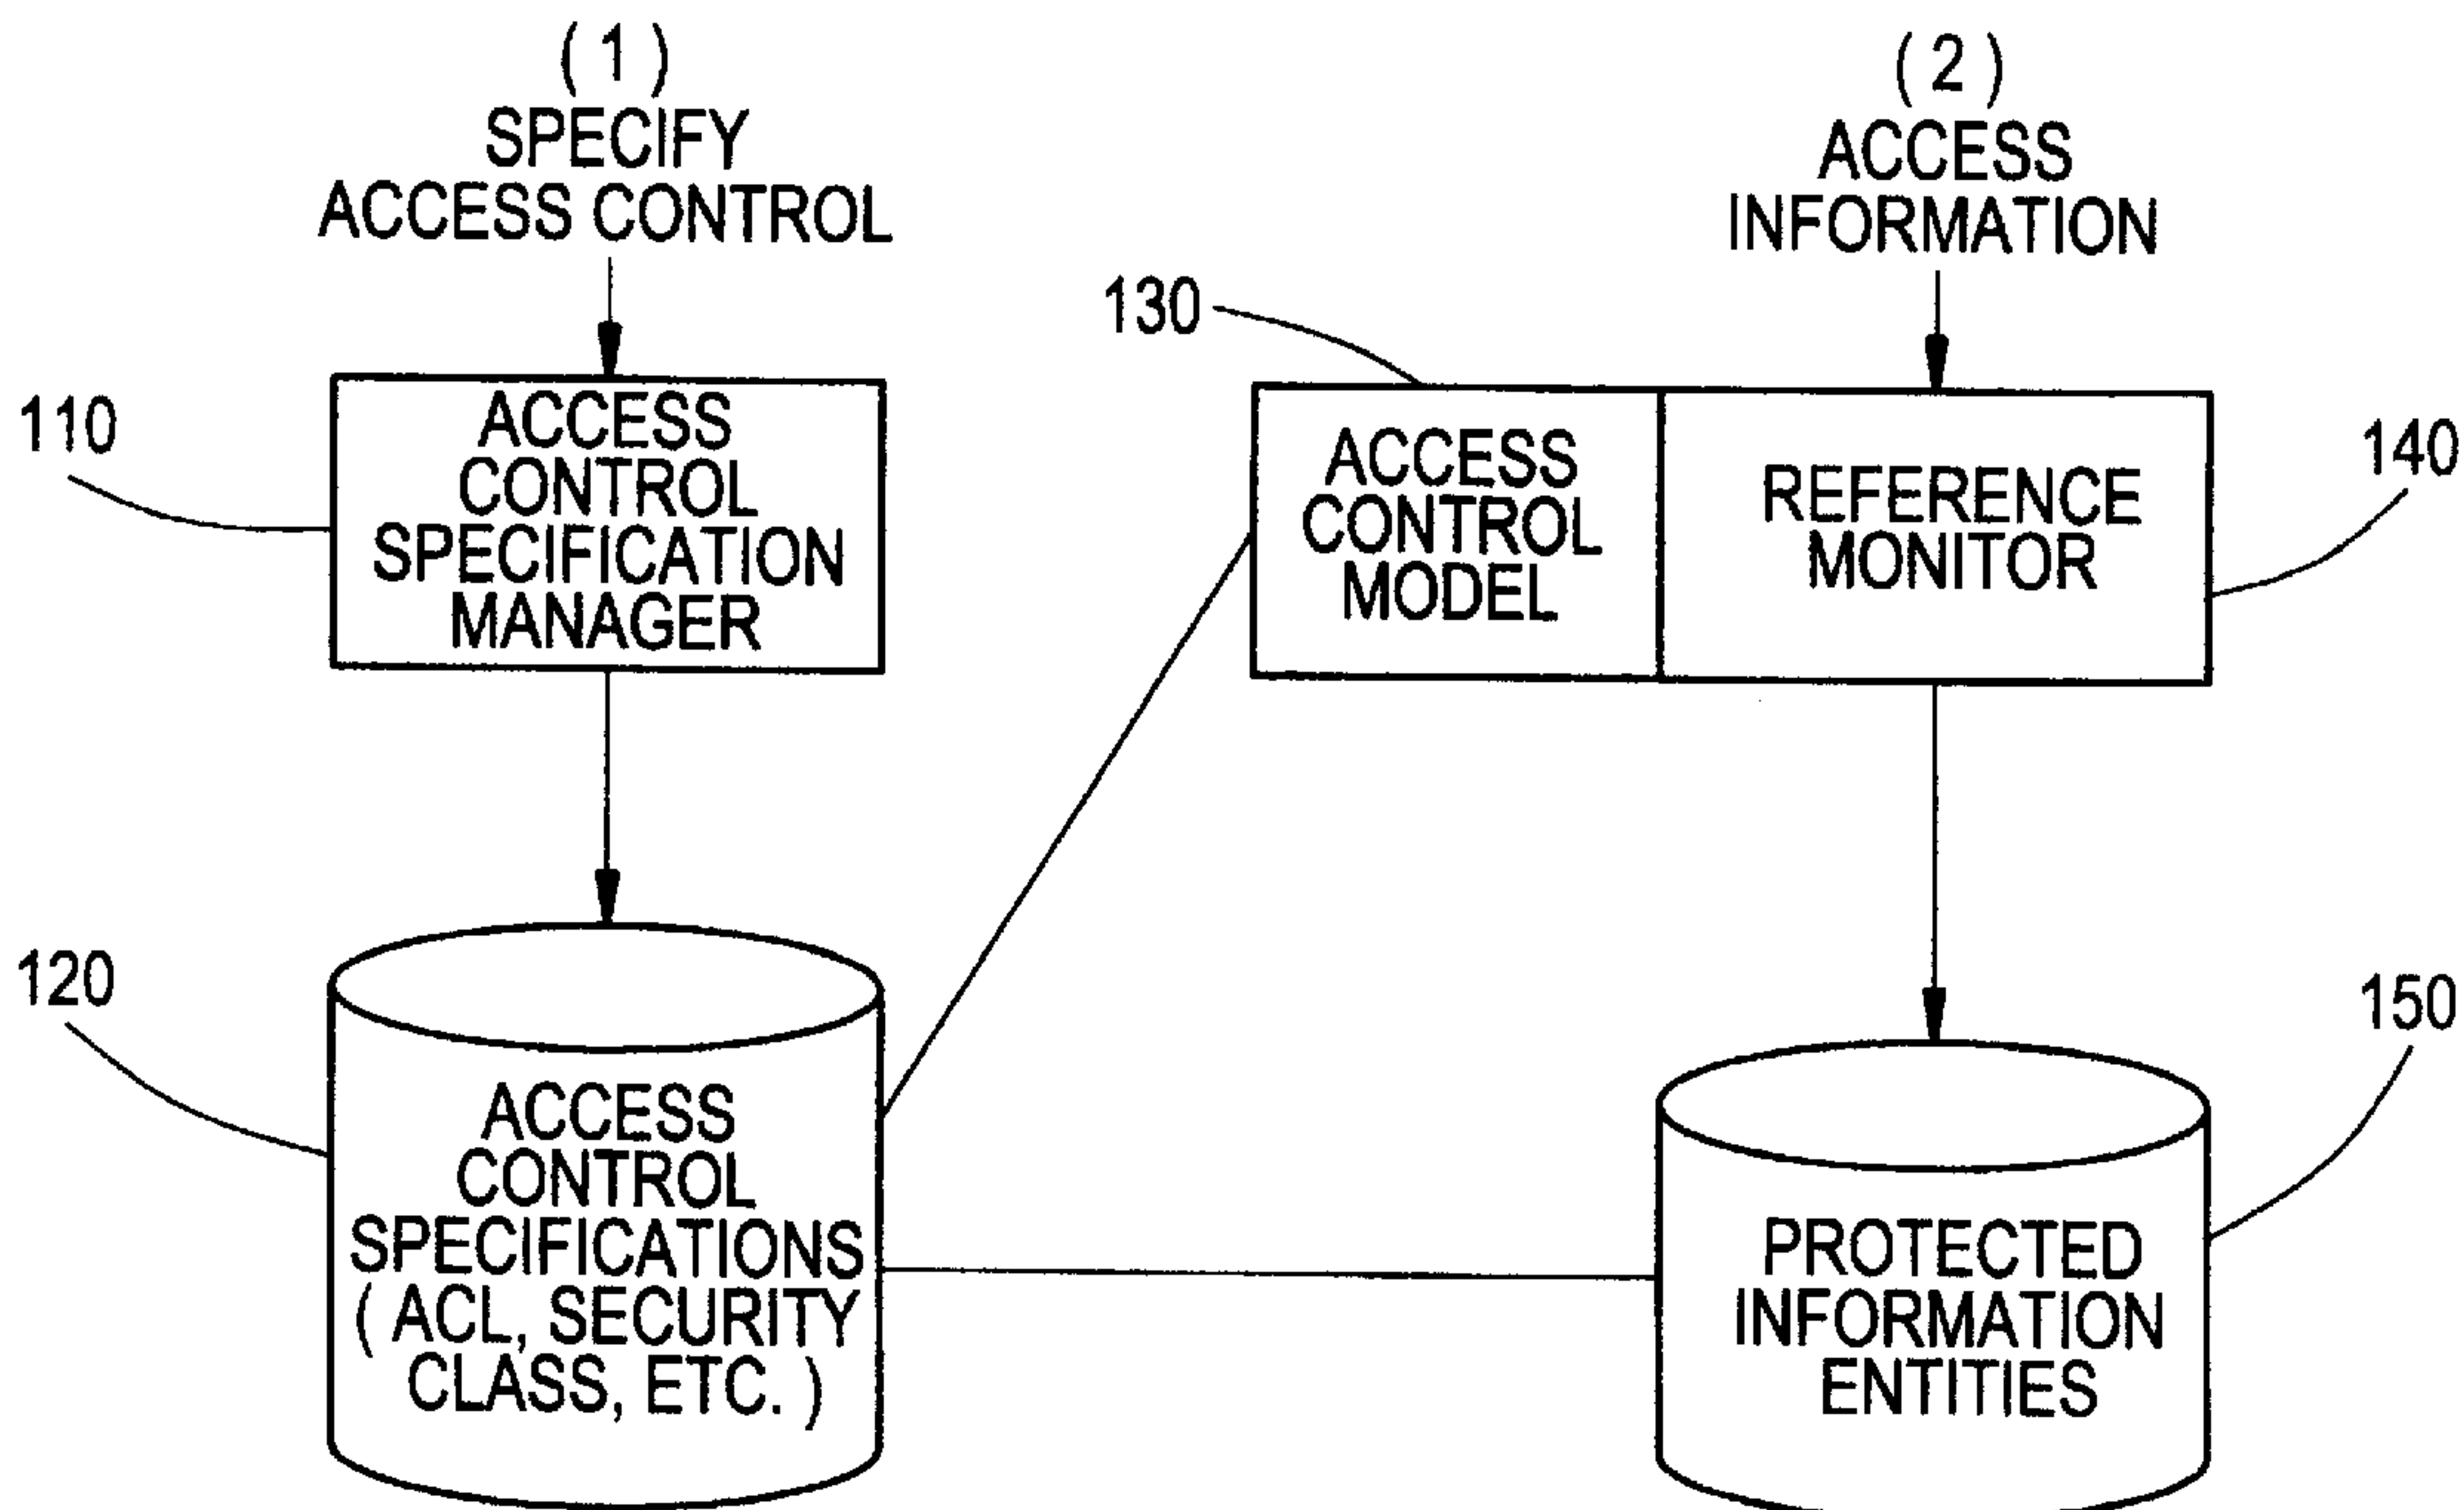 ( 1 )
SPECIFY
ACCESS CONTROL
( 2 )
ACCESS
INFORMATION
130
110
ACCESS
CONTROL
SPECIFICATION
MANAGER
ACCESS
CONTROL
MODEL
REFERENCE
MONITOR
140
120
ACCESS
CONTROL
SPECIFICATIONS
( ACL, SECURITY
CLASS, ETC. )
150
PROTECTED
INFORMATION
ENTITIES